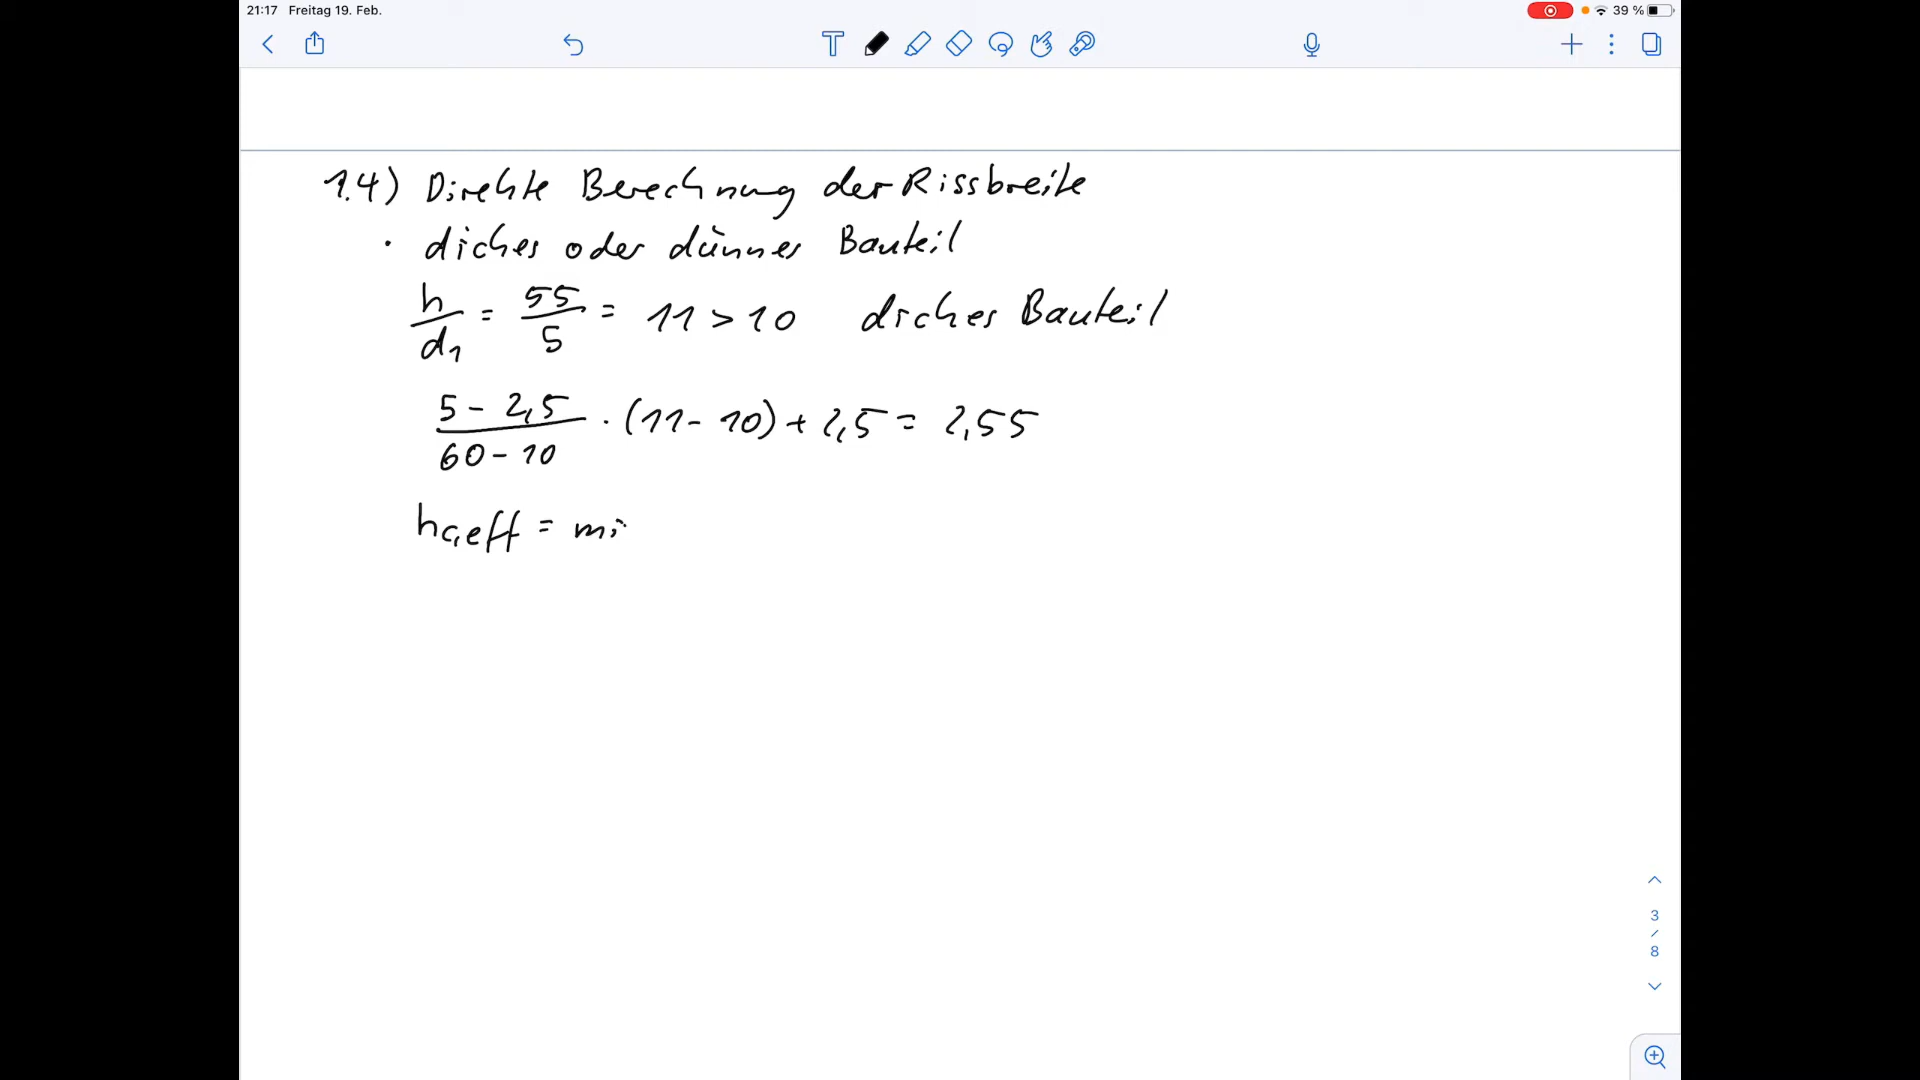 21:17 Freitag 19. Feb. 39 %
1.4) Direkte Berechnung der Rissbreite
• dickes oder dünnes Bauteil
h/d₁ = 55/5 = 11 > 10 dickes Bauteil
(5 - 2,5)/(60 - 10) · (11 - 10) + 2,5 = 2,55
h_c,eff = mi
3
/
8